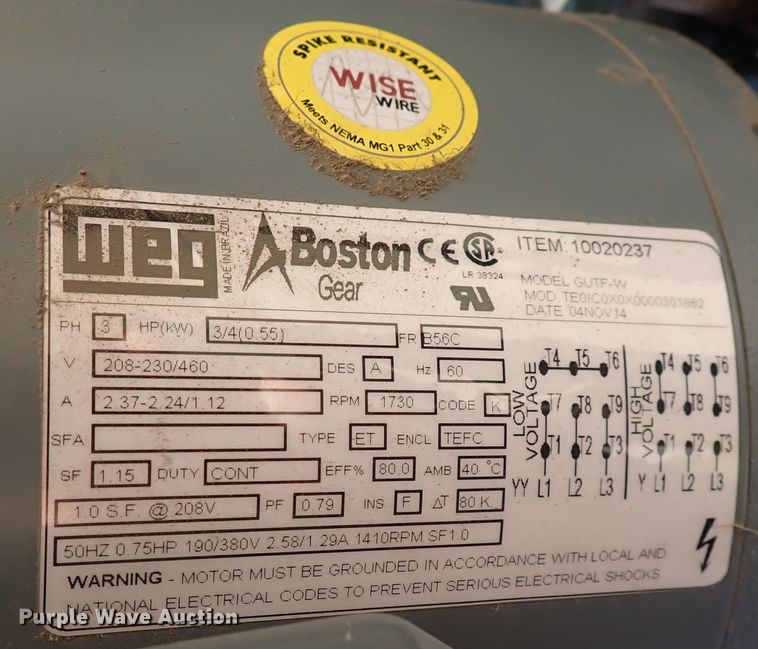 SPIKE RESISTANT
WISE
WIRE
Meets NEMA MG1 Part 30 & 31
WEG
MADE IN BRAZIL
Boston
Gear
CE SA
LR 38324
RU
ITEM: 10020237
MODEL GUTF-W
MOD. TE0IC0X0X0000301862
DATE 04NOV14
PH 3 HP(KW) 3/4(0.55) FR B56C
V 208-230/460 DES A Hz 60
A 2.37-2.24/1.12 RPM 1730 CODE K
SFA TYPE ET ENCL TEFC
SF 1.15 DUTY CONT EFF% 80.0 AMB 40 °C
1.0 S.F. @ 208V PF 0.79 INS F ΔT 80 K
50HZ 0.75HP 190/380V 2.58/1.29A 1410RPM SF1.0
LOW VOLTAGE
T4 T5 T6
T7 T8 T9
T1 T2 T3
YY L1 L2 L3
HIGH VOLTAGE
T4 T5 T6
T7 T8 T9
T1 T2 T3
Y L1 L2 L3
WARNING - MOTOR MUST BE GROUNDED IN ACCORDANCE WITH LOCAL AND
NATIONAL ELECTRICAL CODES TO PREVENT SERIOUS ELECTRICAL SHOCKS
Purple Wave Auction